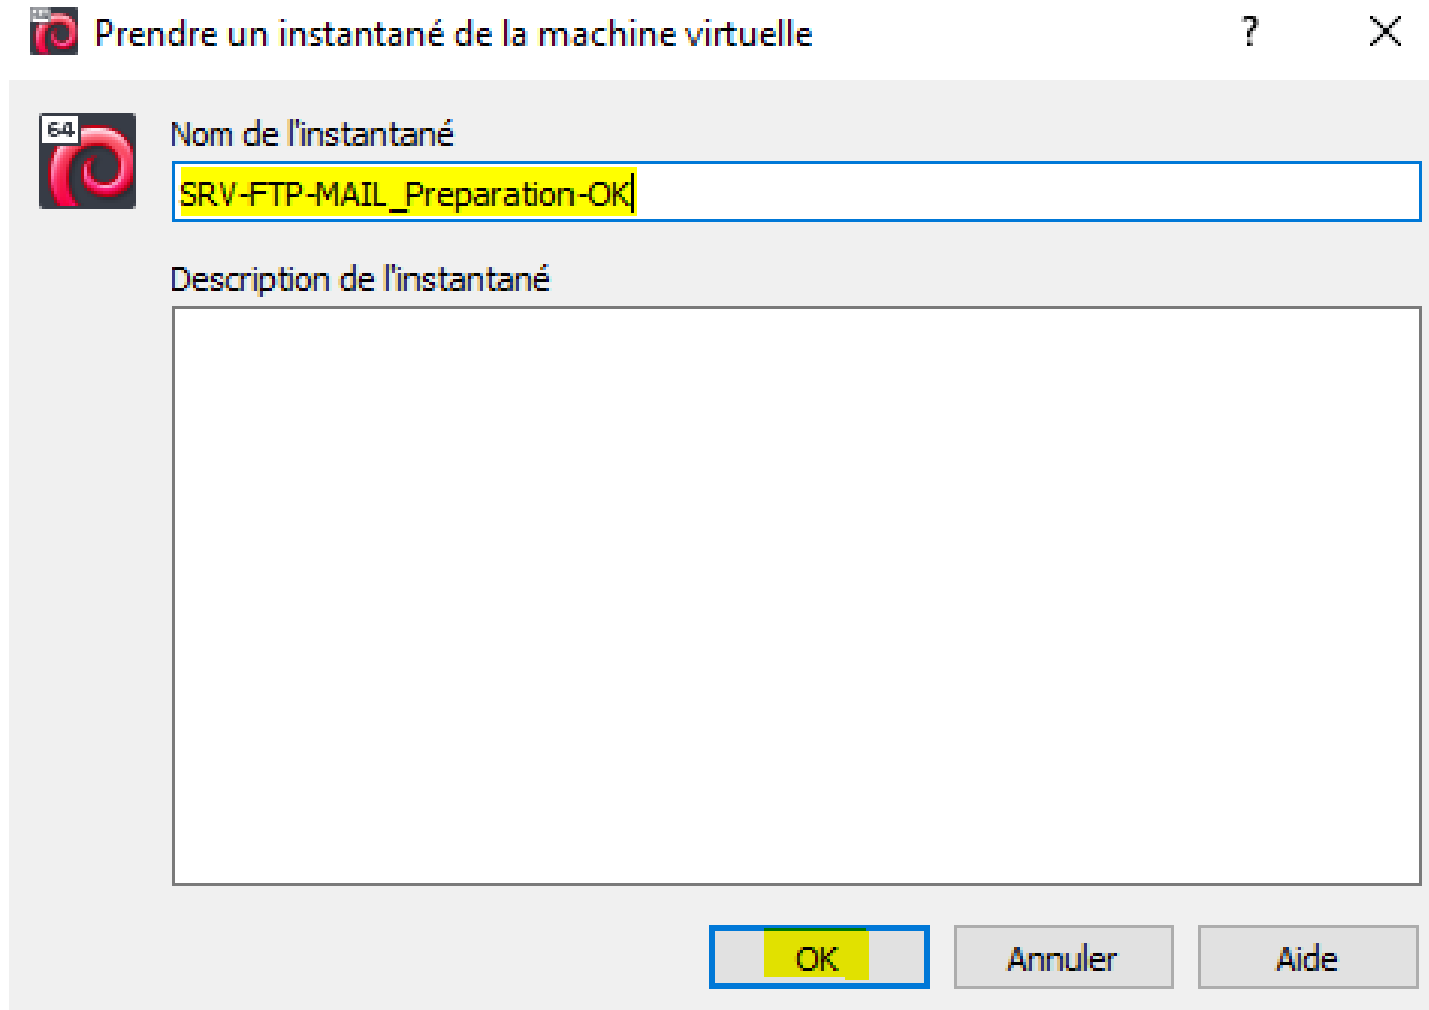 Prendre un instantané de la machine virtuelle
64
Nom de l'instantané
SRV-FTP-MAIL_Preparation-OK
Description de l'instantané
OK Annuler Aide